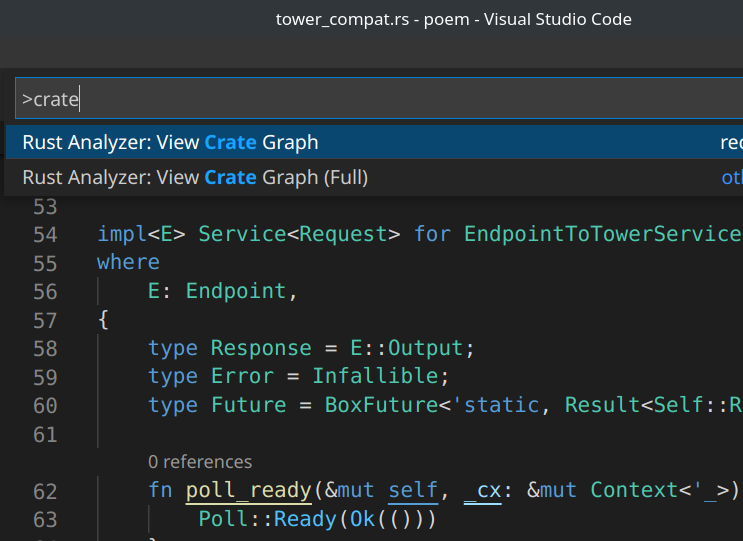 tower_compat.rs - poem - Visual Studio Code
>crate
Rust Analyzer: View Crate Graph
Rust Analyzer: View Crate Graph (Full)
53
54 impl<E> Service<Request> for EndpointToTowerService
55 where
56 E: Endpoint,
57 {
58 type Response = E::Output;
59 type Error = Infallible;
60 type Future = BoxFuture<'static, Result<Self::R
61
0 references
62 fn poll_ready(&mut self, _cx: &mut Context<'_>)
63 Poll::Ready(Ok(()))